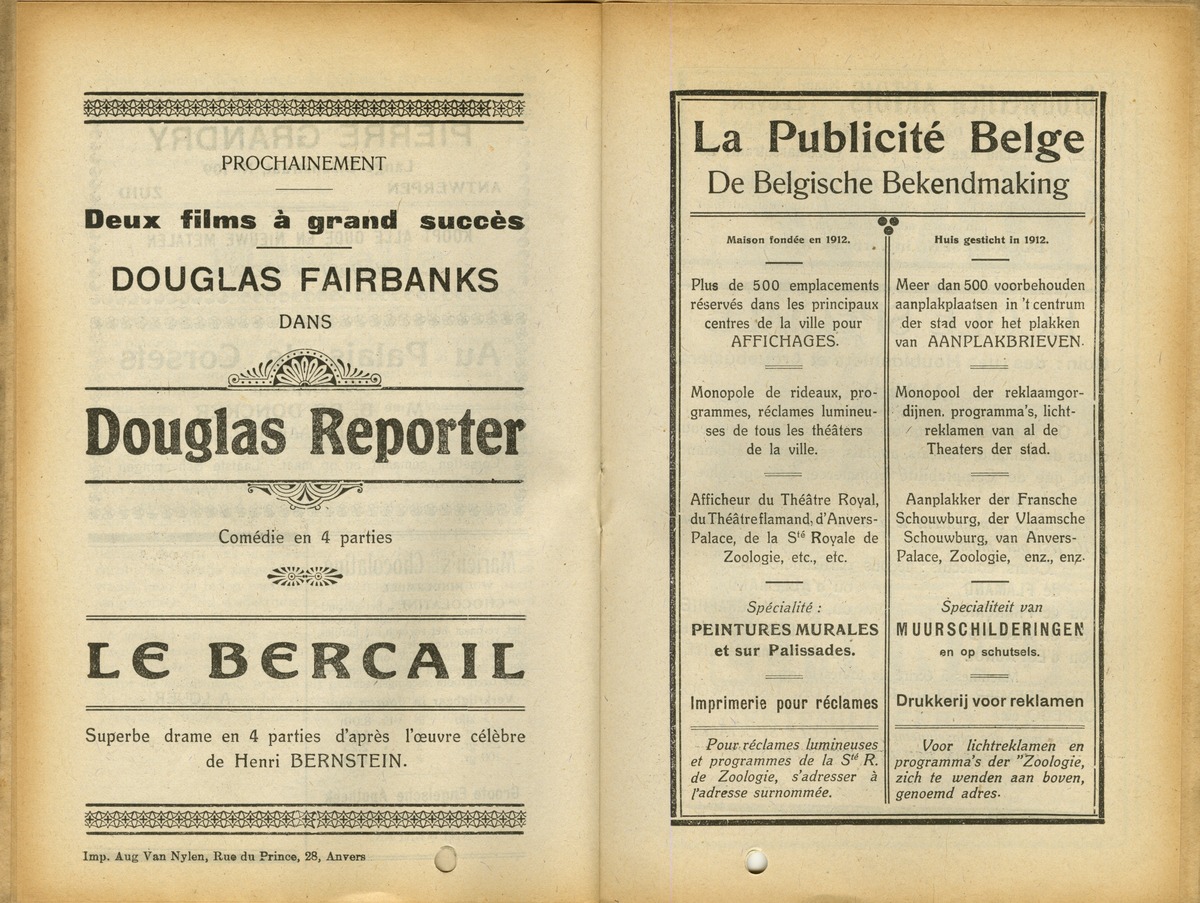 PROCHAINEMENT
Deux films à grand succès
DOUGLAS FAIRBANKS
DANS
Douglas Reporter
Comédie en 4 parties
LE BERCAIL
Superbe drame en 4 parties d'après l'œuvre célèbre
de Henri BERNSTEIN.
Imp. Aug Van Nylen, Rue du Prince, 28, Anvers
La Publicité Belge
De Belgische Bekendmaking
Maison fondée en 1912.
Plus de 500 emplacements
réservés dans les principaux
centres de la ville pour
AFFICHAGES.
Monopole de rideaux, pro-
grammes, réclames lumineu-
ses de tous les théâters
de la ville.
Afficheur du Théâtre Royal,
du Théâtre flamand, d'Anvers-
Palace, de la Sté Royale de
Zoologie, etc., etc.
Spécialité :
PEINTURES MURALES
et sur Palissades.
Imprimerie pour réclames
Pour réclames lumineuses
et programmes de la Sté R.
de Zoologie, s'adresser à
l'adresse surnommée.
Huis gesticht in 1912.
Meer dan 500 voorbehouden
aanplakplaatsen in 't centrum
der stad voor het plakken
van AANPLAKBRIEVEN.
Monopool der reklaamgor-
dijnen. programma's, licht-
reklamen van al de
Theaters der stad.
Aanplakker der Fransche
Schouwburg, der Vlaamsche
Schouwburg, van Anvers-
Palace, Zoologie, enz., enz.
Specialiteit van
MUURSCHILDERINGEN
en op schutsels.
Drukkerij voor reklamen
Voor lichtreklamen en
programma's der "Zoologie,
zich te wenden aan boven,
genoemd adres.